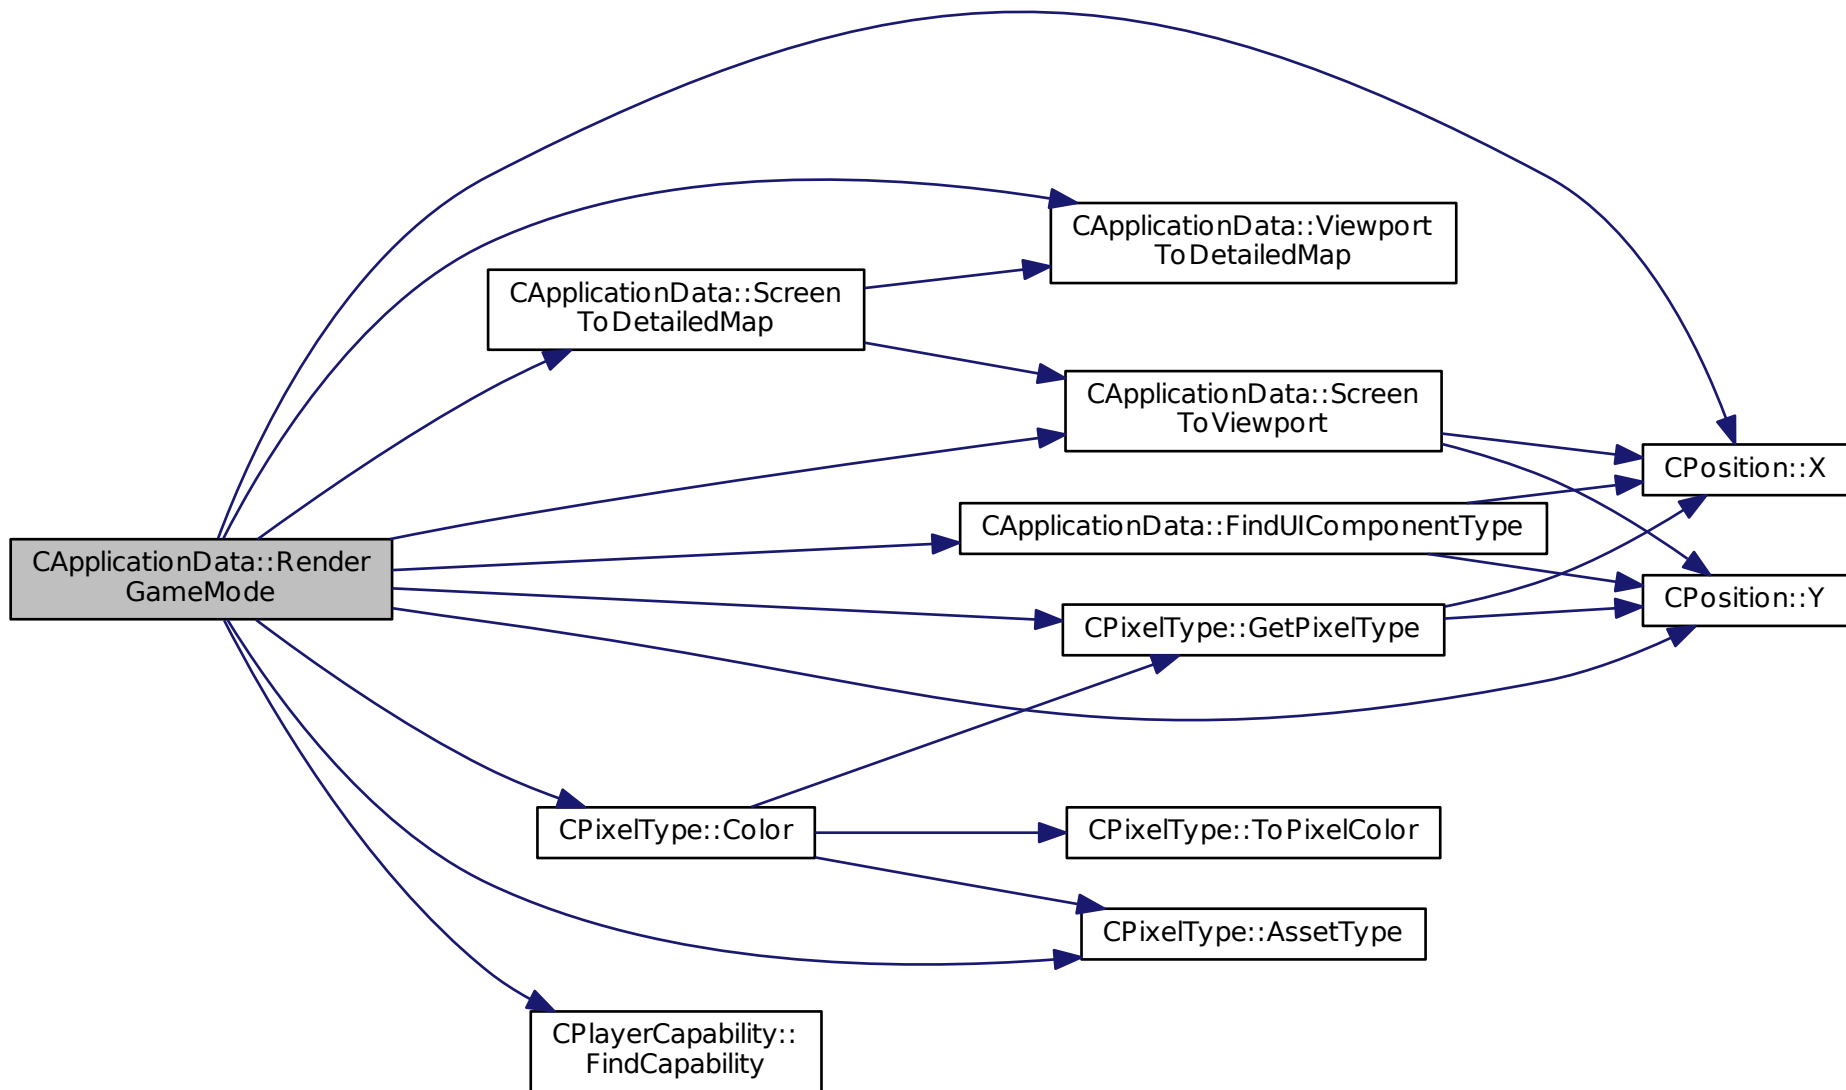 CApplicationData::Render
GameMode
CApplicationData::Screen
ToDetailedMap
CApplicationData::Viewport
ToDetailedMap
CApplicationData::Screen
ToViewport
CApplicationData::FindUIComponentType
CPixelType::GetPixelType
CPosition::X
CPosition::Y
CPixelType::Color
CPixelType::ToPixelColor
CPixelType::AssetType
CPlayerCapability::
FindCapability